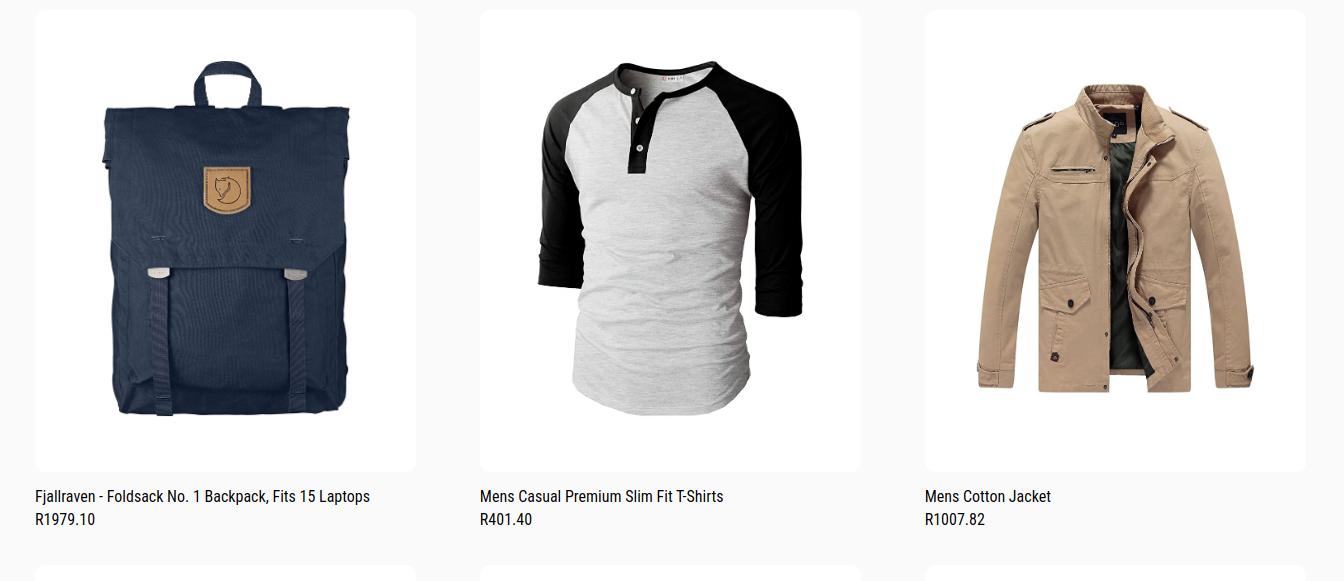 Fjallraven - Foldsack No. 1 Backpack, Fits 15 Laptops
R1979.10
Mens Casual Premium Slim Fit T-Shirts
R401.40
Mens Cotton Jacket
R1007.82